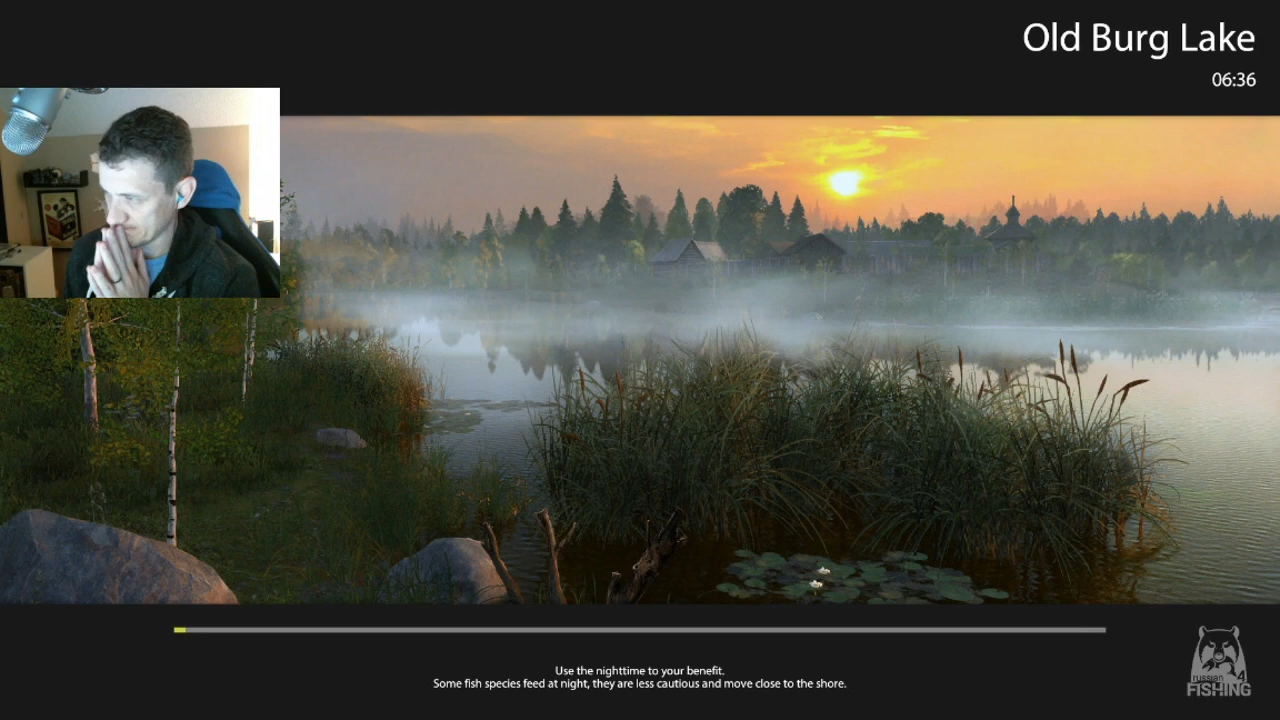 Old Burg Lake
06:36
Use the nighttime to your benefit.
Some fish species feed at night, they are less cautious and move close to the shore.
russian 4
FISHING